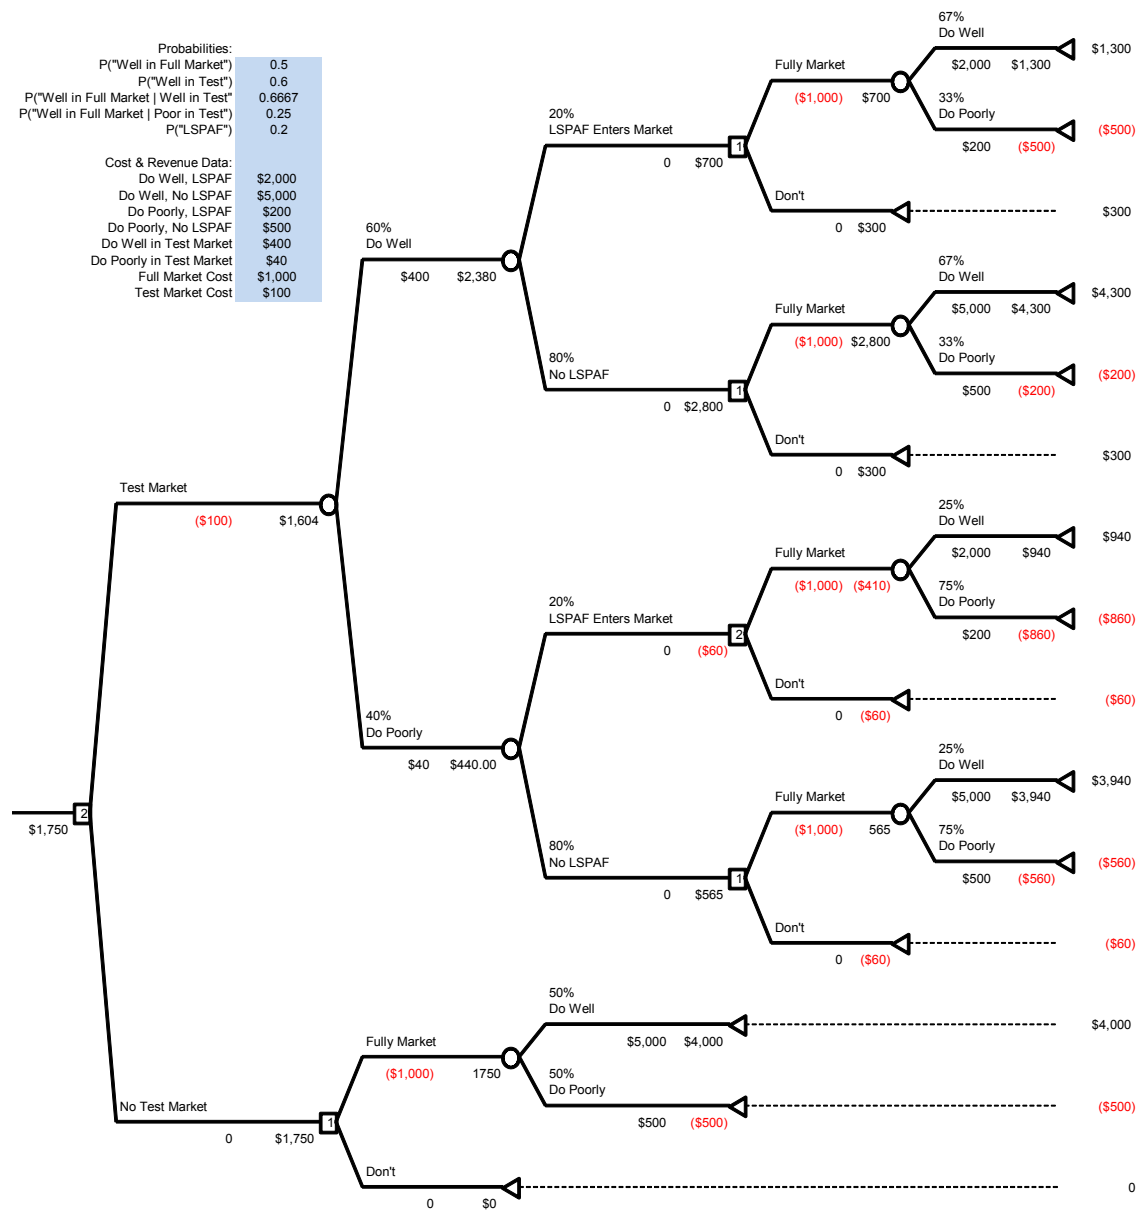 Probabilities:
P("Well in Full Market") 0.5
P("Well in Test") 0.6
P("Well in Full Market | Well in Test" 0.6667
P("Well in Full Market | Poor in Test") 0.25
P("LSPAF") 0.2
Cost & Revenue Data:
Do Well, LSPAF $2,000
Do Well, No LSPAF $5,000
Do Poorly, LSPAF $200
Do Poorly, No LSPAF $500
Do Well in Test Market $400
Do Poorly in Test Market $40
Full Market Cost $1,000
Test Market Cost $100
67%
Do Well
$1,300
$2,000 $1,300
Fully Market
($1,000) $700
33%
Do Poorly
($500)
$200 ($500)
20%
LSPAF Enters Market
0 $700
1
Don't
$300
0 $300
60%
Do Well
$400 $2,380
67%
Do Well
$4,300
$5,000 $4,300
Fully Market
($1,000) $2,800
33%
Do Poorly
($200)
$500 ($200)
80%
No LSPAF
0 $2,800
1
Don't
$300
0 $300
Test Market
($100) $1,604
25%
Do Well
$940
$2,000 $940
Fully Market
($1,000) ($410)
75%
Do Poorly
($860)
$200 ($860)
20%
LSPAF Enters Market
0 ($60)
2
Don't
($60)
0 ($60)
40%
Do Poorly
$40 $440.00
25%
Do Well
$3,940
$5,000 $3,940
Fully Market
($1,000) 565
75%
Do Poorly
($560)
$500 ($560)
80%
No LSPAF
0 $565
1
Don't
($60)
0 ($60)
2
$1,750
50%
Do Well
$4,000
$5,000 $4,000
Fully Market
($1,000) 1750
50%
Do Poorly
($500)
$500 ($500)
No Test Market
0 $1,750
1
Don't
0
0 $0